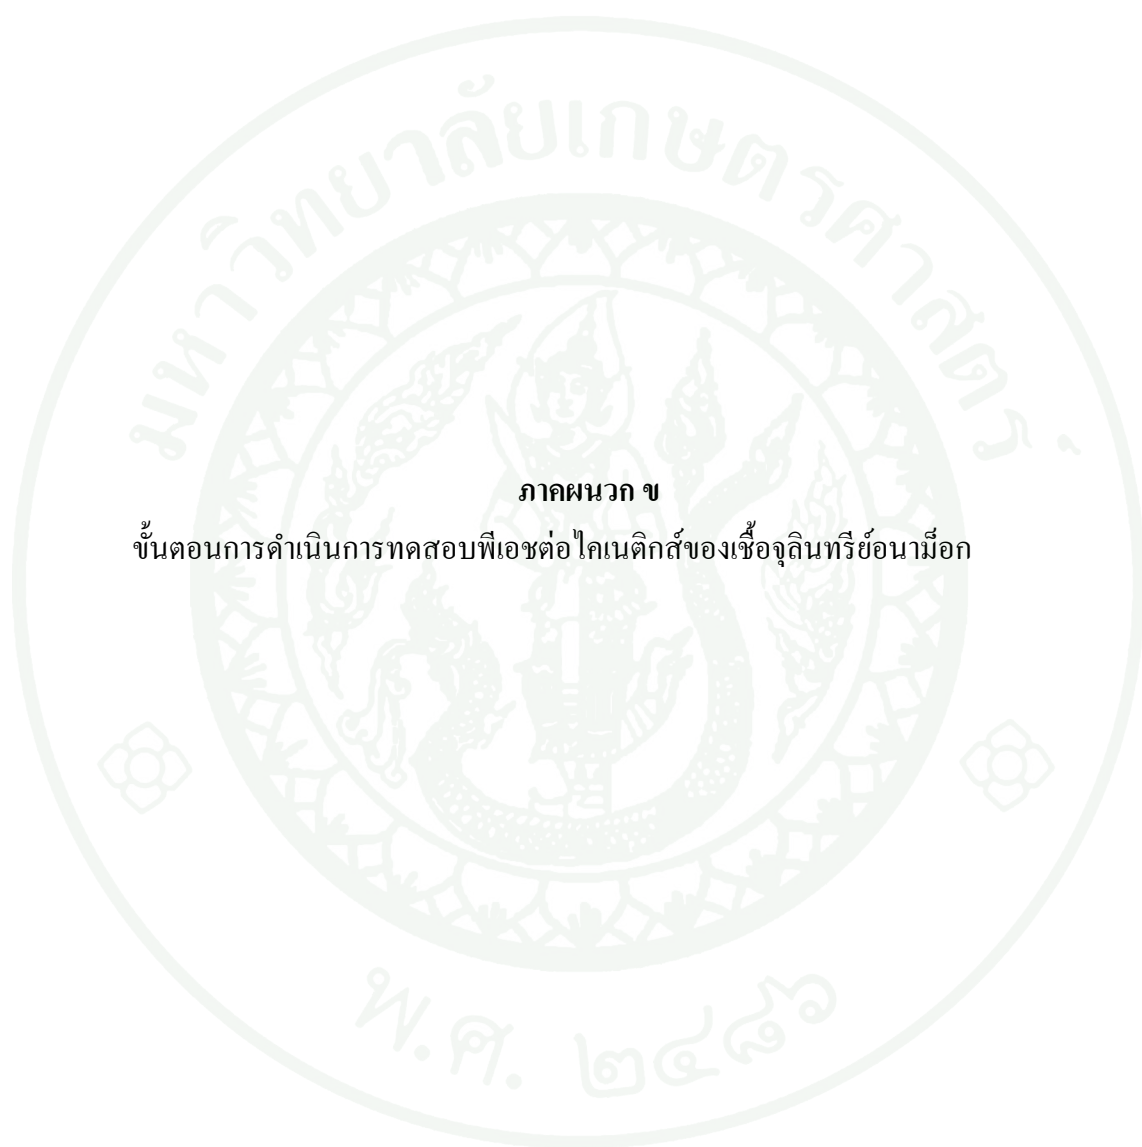 มหาวิทยาลัยเกษตรศาสตร์
ภาคผนวก ข
ขั้นตอนการดำเนินการทดสอบพีเอชต่อไคเนติกส์ของเชื้อจุลินทรีย์อนาม็อก
พ.ศ. ๒๔๘๖